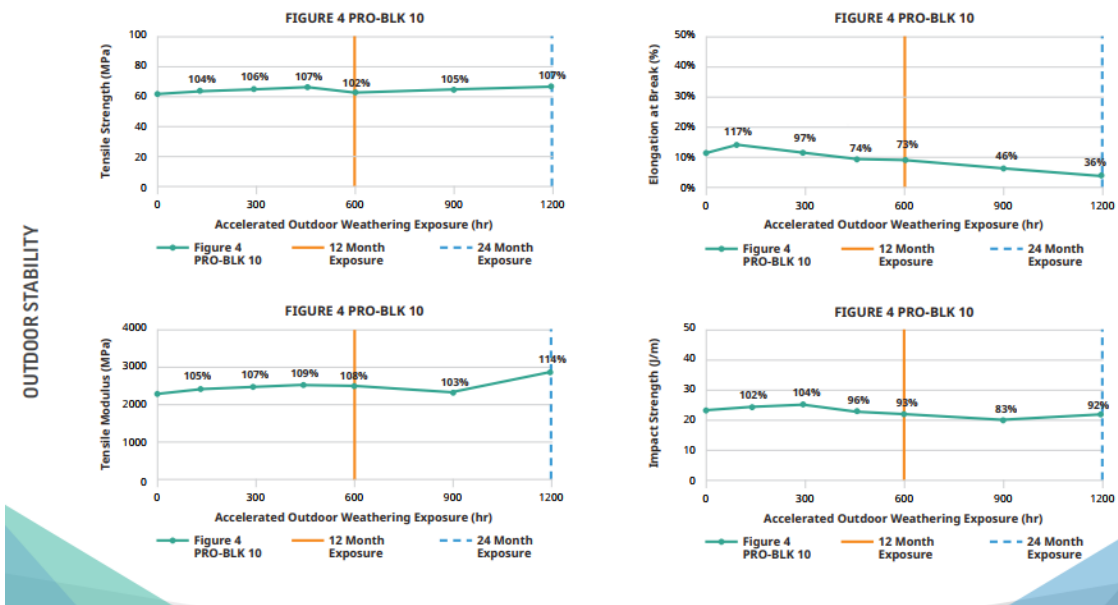 OUTDOOR STABILITY
FIGURE 4 PRO-BLK 10
Tensile Strength (MPa)
100
80
60
40
20
0
104%
106%
107%
102%
105%
107%
0
300
600
900
1200
Accelerated Outdoor Weathering Exposure (hr)
Figure 4
PRO-BLK 10
12 Month
Exposure
24 Month
Exposure
FIGURE 4 PRO-BLK 10
Elongation at Break (%)
50%
40%
30%
20%
10%
0%
117%
97%
74%
73%
46%
36%
0
300
600
900
1200
Accelerated Outdoor Weathering Exposure (hr)
Figure 4
PRO-BLK 10
12 Month
Exposure
24 Month
Exposure
FIGURE 4 PRO-BLK 10
Tensile Modulus (MPa)
4000
3000
2000
1000
0
105%
107%
109%
108%
103%
114%
0
300
600
900
1200
Accelerated Outdoor Weathering Exposure (hr)
Figure 4
PRO-BLK 10
12 Month
Exposure
24 Month
Exposure
FIGURE 4 PRO-BLK 10
Impact Strength (J/m)
50
40
30
20
10
0
102%
104%
96%
93%
83%
92%
0
300
600
900
1200
Accelerated Outdoor Weathering Exposure (hr)
Figure 4
PRO-BLK 10
12 Month
Exposure
24 Month
Exposure